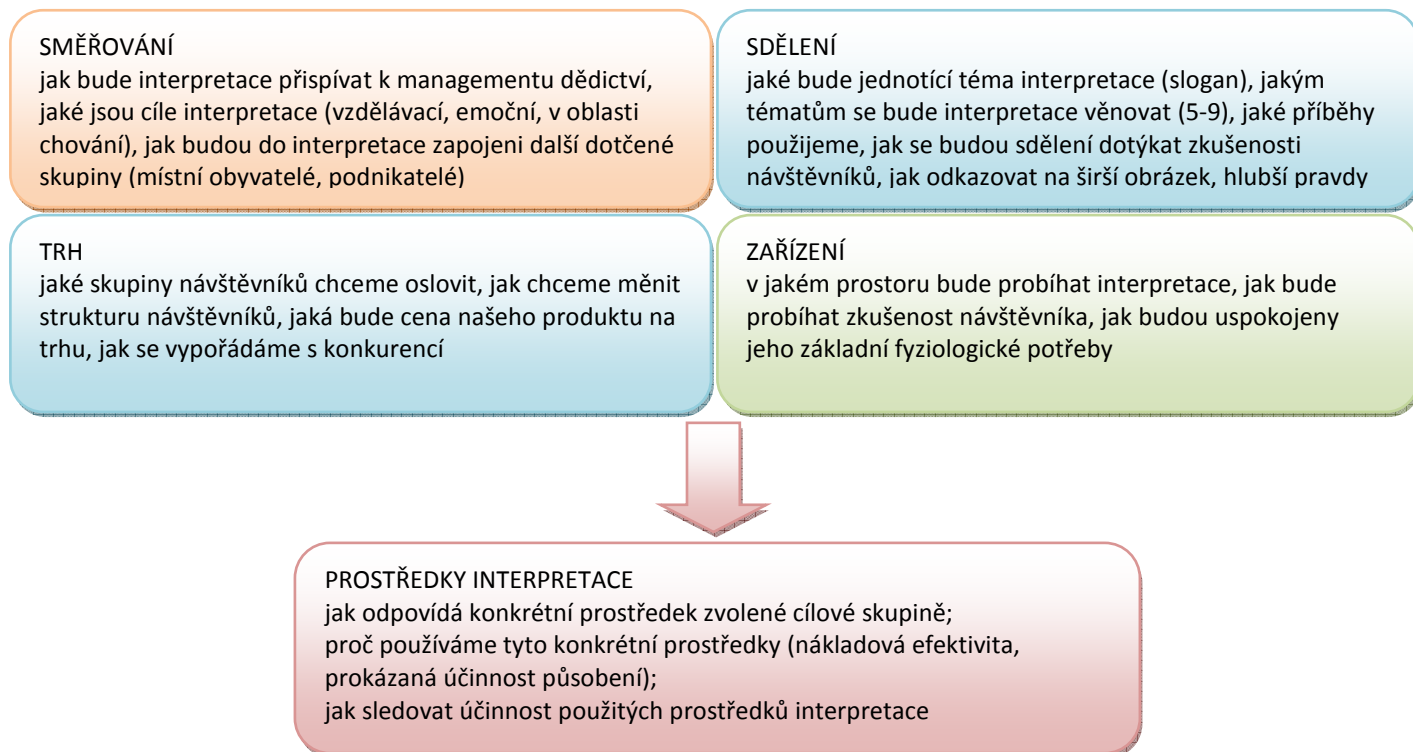 SMĚŘOVÁNÍ
jak bude interpretace přispívat k managementu dědictví,
jaké jsou cíle interpretace (vzdělávací, emoční, v oblasti
chování), jak budou do interpretace zapojeni další dotčené
skupiny (místní obyvatelé, podnikatelé)
SDĚLENÍ
jaké bude jednotící téma interpretace (slogan), jakým
tématům se bude interpretace věnovat (5-9), jaké příběhy
použijeme, jak se budou sdělení dotýkat zkušenosti
návštěvníků, jak odkazovat na širší obrázek, hlubší pravdy
TRH
jaké skupiny návštěvníků chceme oslovit, jak chceme měnit
strukturu návštěvníků, jaká bude cena našeho produktu na
trhu, jak se vypořádáme s konkurencí
ZAŘÍZENÍ
v jakém prostoru bude probíhat interpretace, jak bude
probíhat zkušenost návštěvníka, jak budou uspokojeny
jeho základní fyziologické potřeby
PROSTŘEDKY INTERPRETACE
jak odpovídá konkrétní prostředek zvolené cílové skupině;
proč používáme tyto konkrétní prostředky (nákladová efektivita,
prokázaná účinnost působení);
jak sledovat účinnost použitých prostředků interpretace